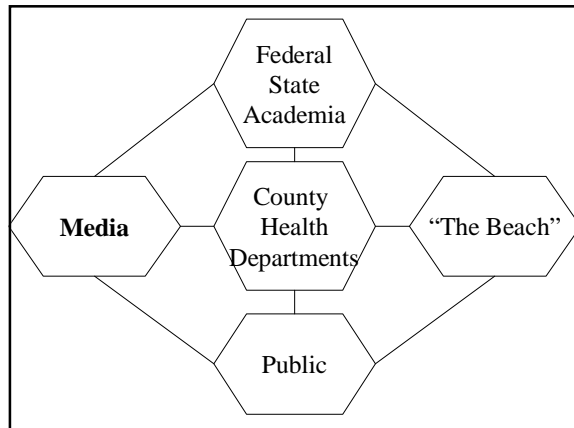 Federal
State
Academia
Media
County
Health
Departments
“The Beach”
Public